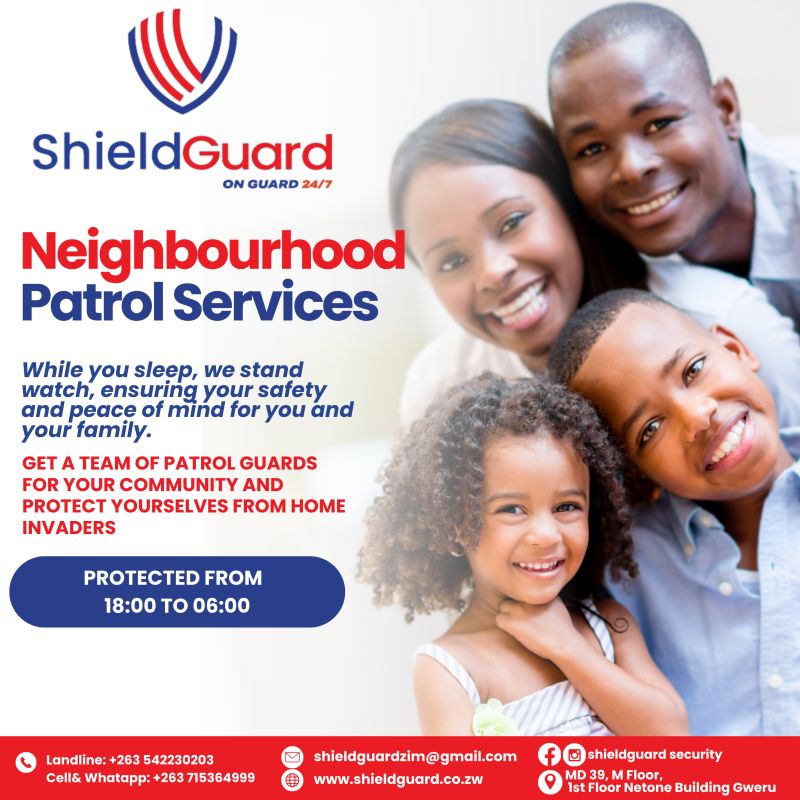 ShieldGuard
ON GUARD 24/7
Neighbourhood
Patrol Services
While you sleep, we stand
watch, ensuring your safety
and peace of mind for you and
your family.
GET A TEAM OF PATROL GUARDS
FOR YOUR COMMUNITY AND
PROTECT YOURSELVES FROM HOME
INVADERS
PROTECTED FROM
18:00 TO 06:00
Landline: +263 542230203
Cell& Whatapp: +263 715364999
shieldguardzim@gmail.com
www.shieldguard.co.zw
shieldguard security
MD 39, M Floor,
1st Floor Netone Building Gweru